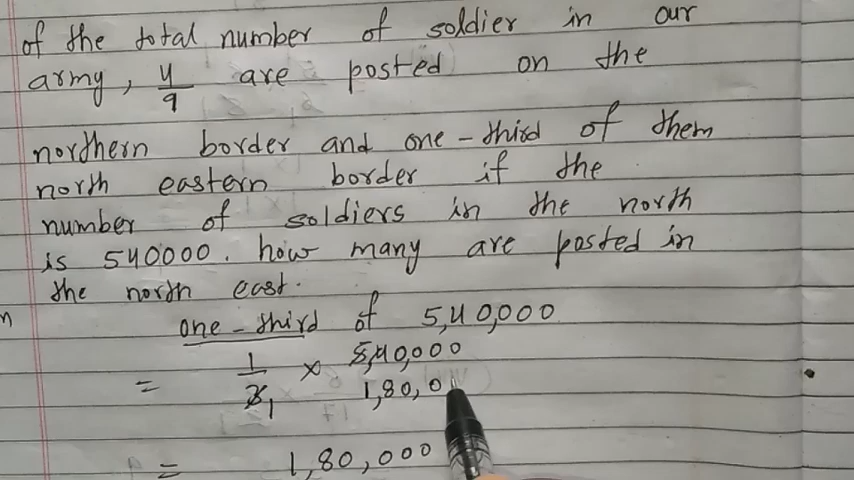 of the total number of soldier in our
army, 4/9 are posted on the
northern border and one-third of them
north eastern border if the
number of soldiers in the north
is 540000. how many are posted in
the north east.
n
one-third of 5,40,000
= 1/3 1 × 5,40,000
1,80,0
= 1,80,000